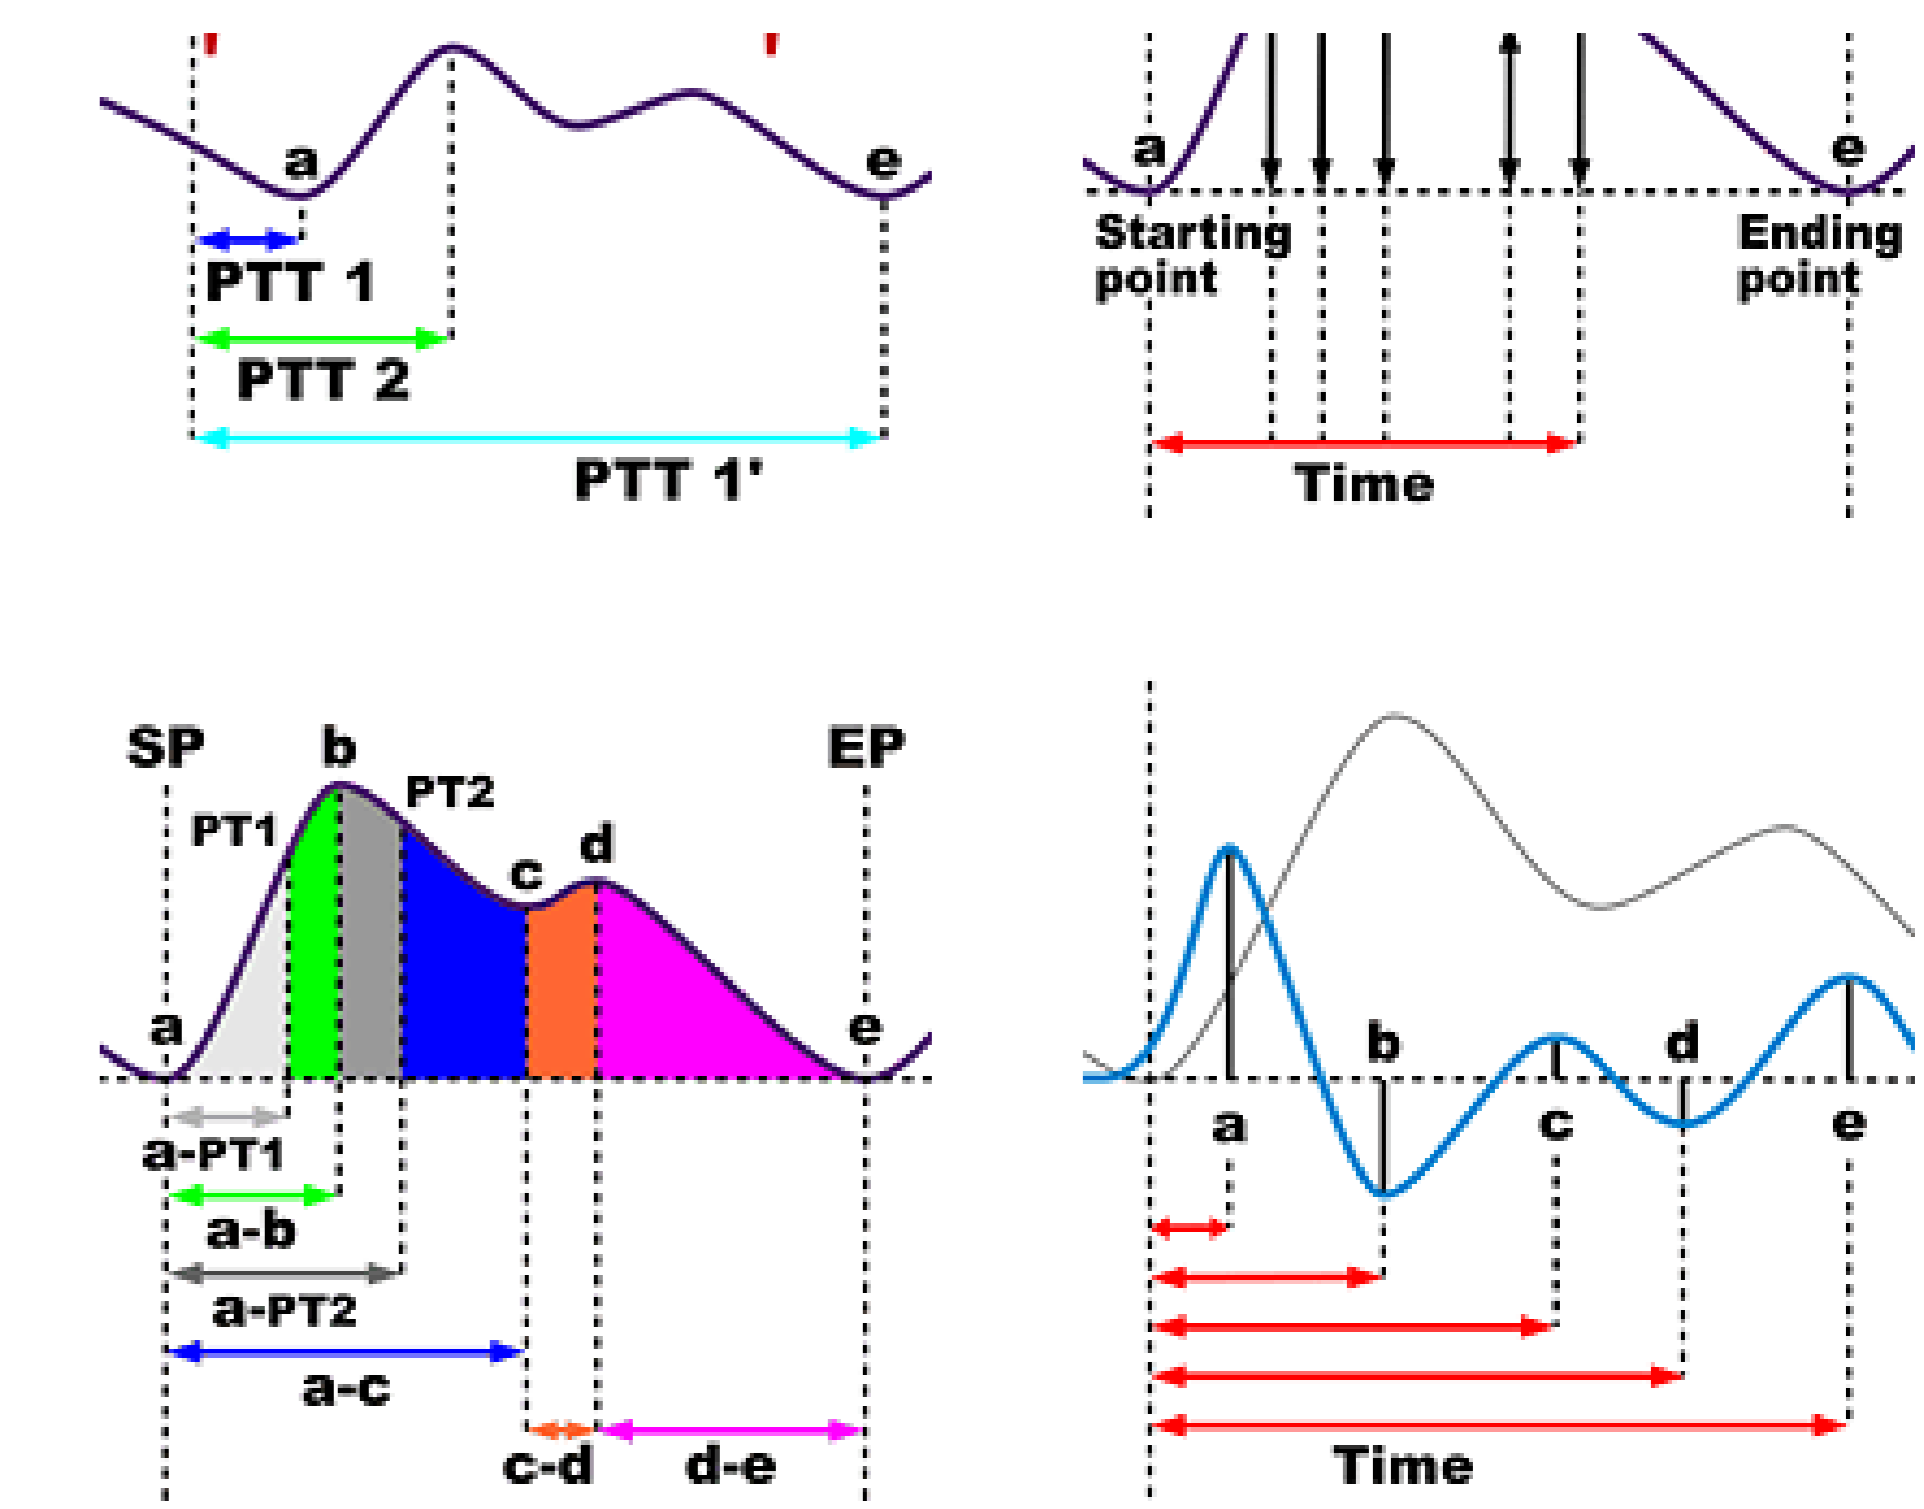 a
e
PTT 1
PTT 2
PTT 1'
a
e
Starting
point
Ending
point
Time
SP
b
EP
PT1
PT2
c
d
a
e
a-PT1
a-b
a-PT2
a-c
c-d
d-e
b
d
a
c
e
Time